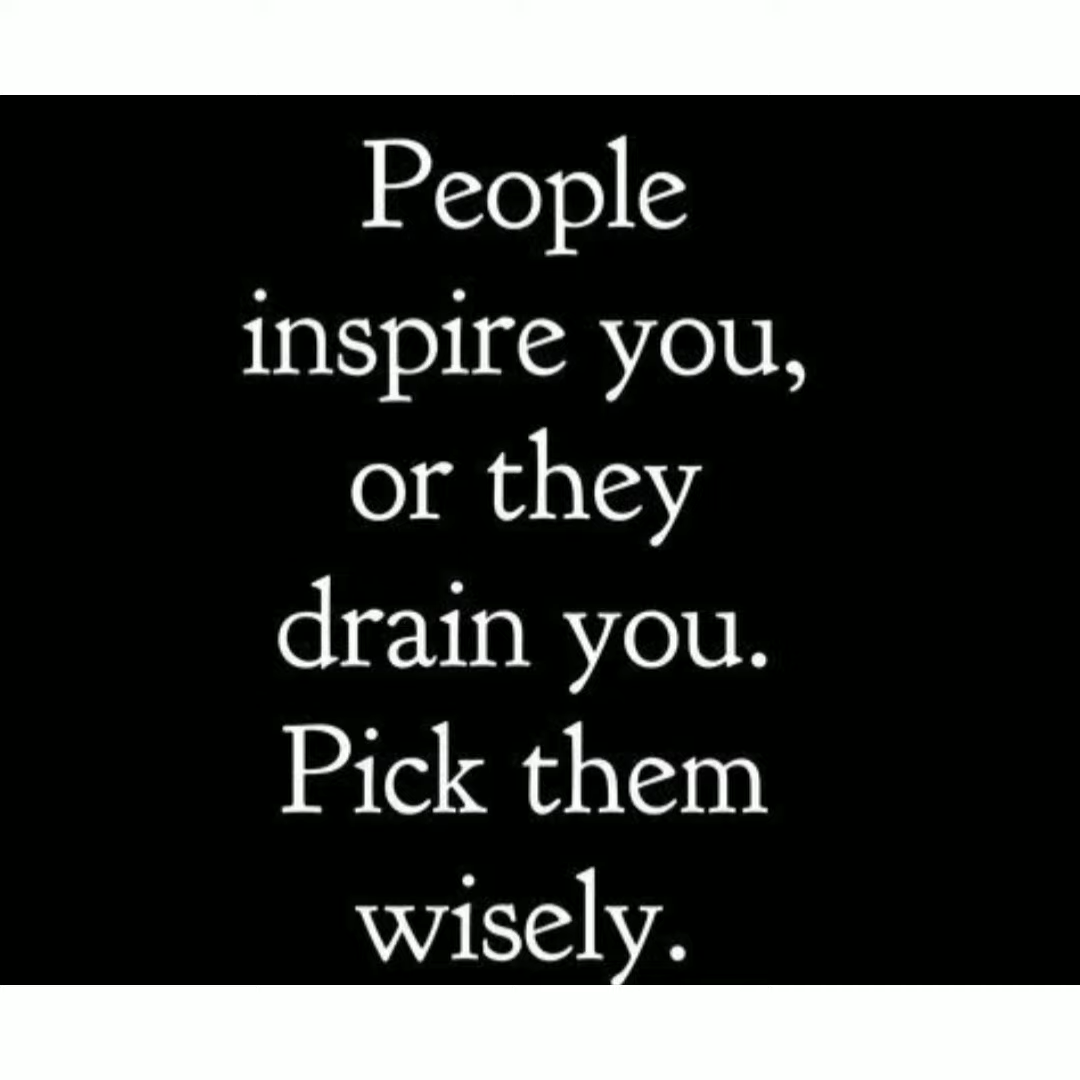 People
inspire you,
or they
drain you.
Pick them
wisely.